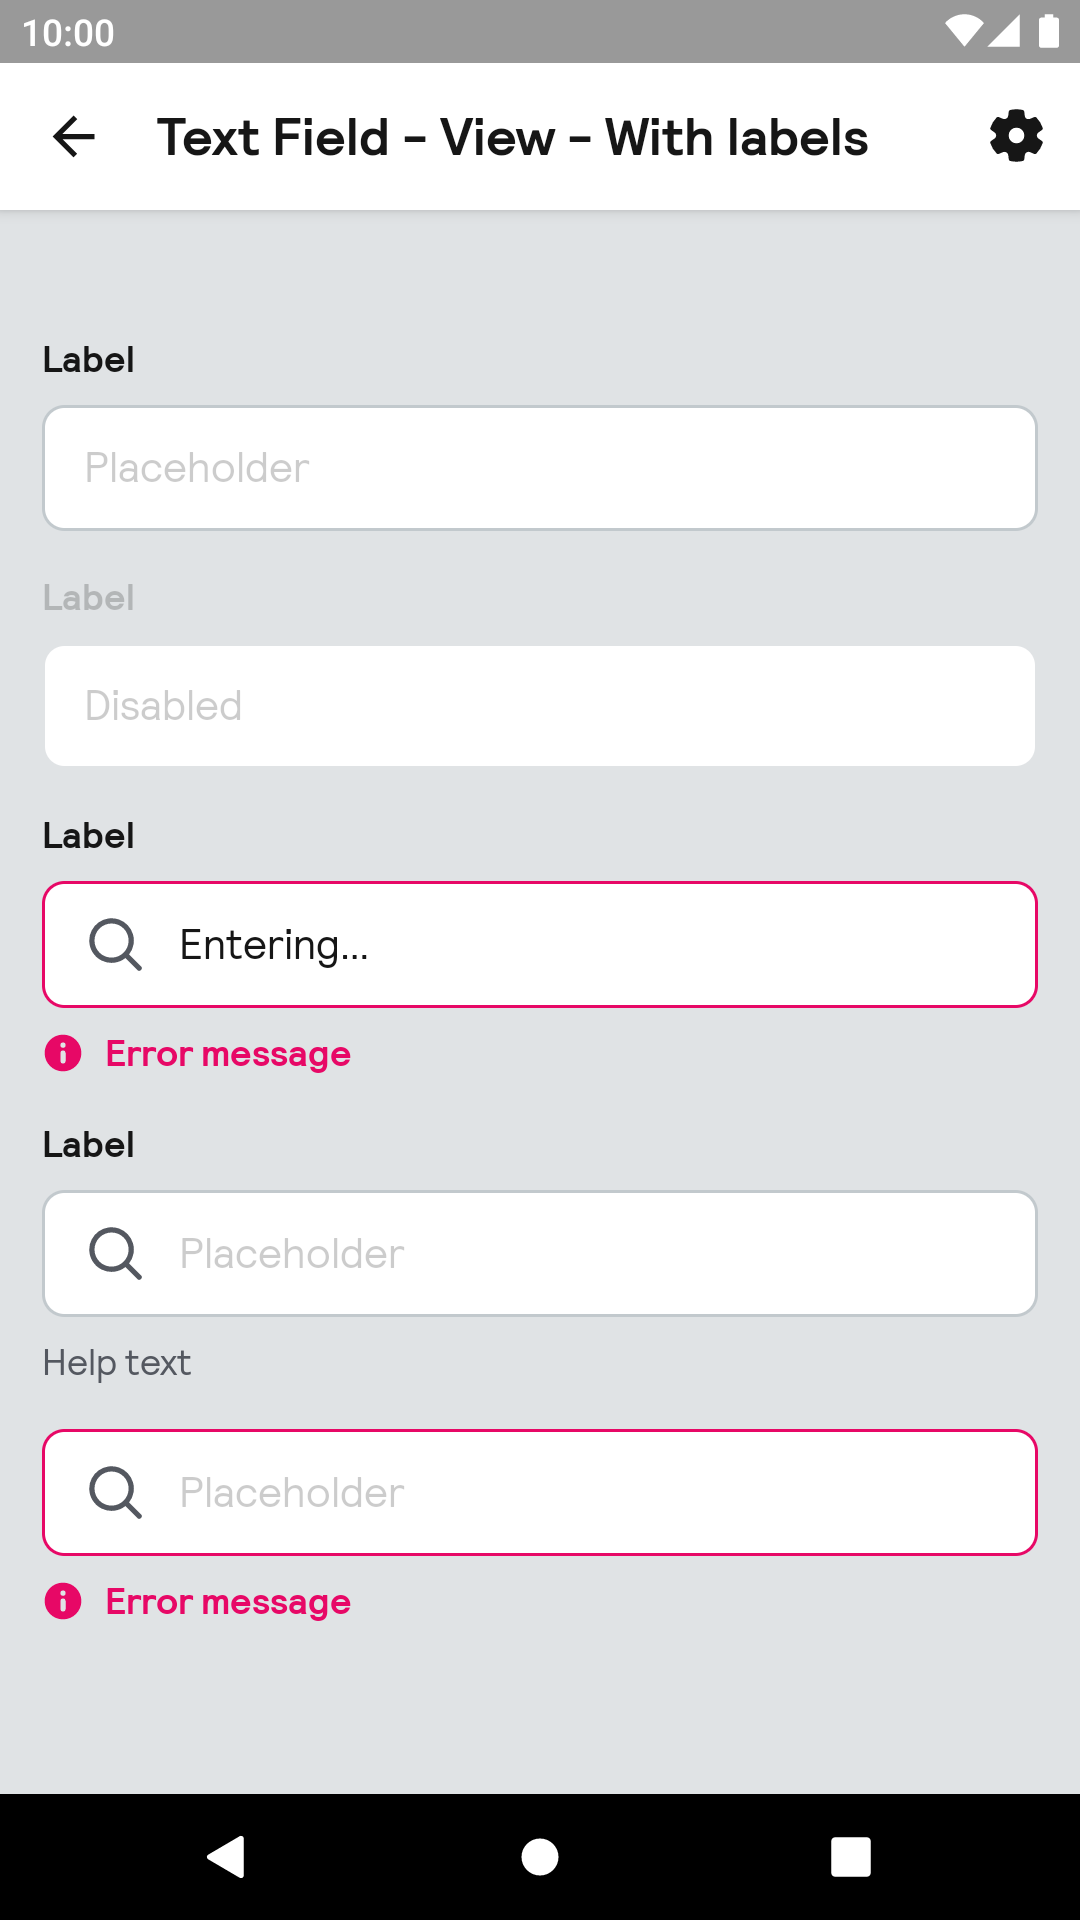 10:00
Text Field - View - With labels
Label
Placeholder
Label
Disabled
Label
Entering...
Error message
Label
Placeholder
Help text
Placeholder
Error message